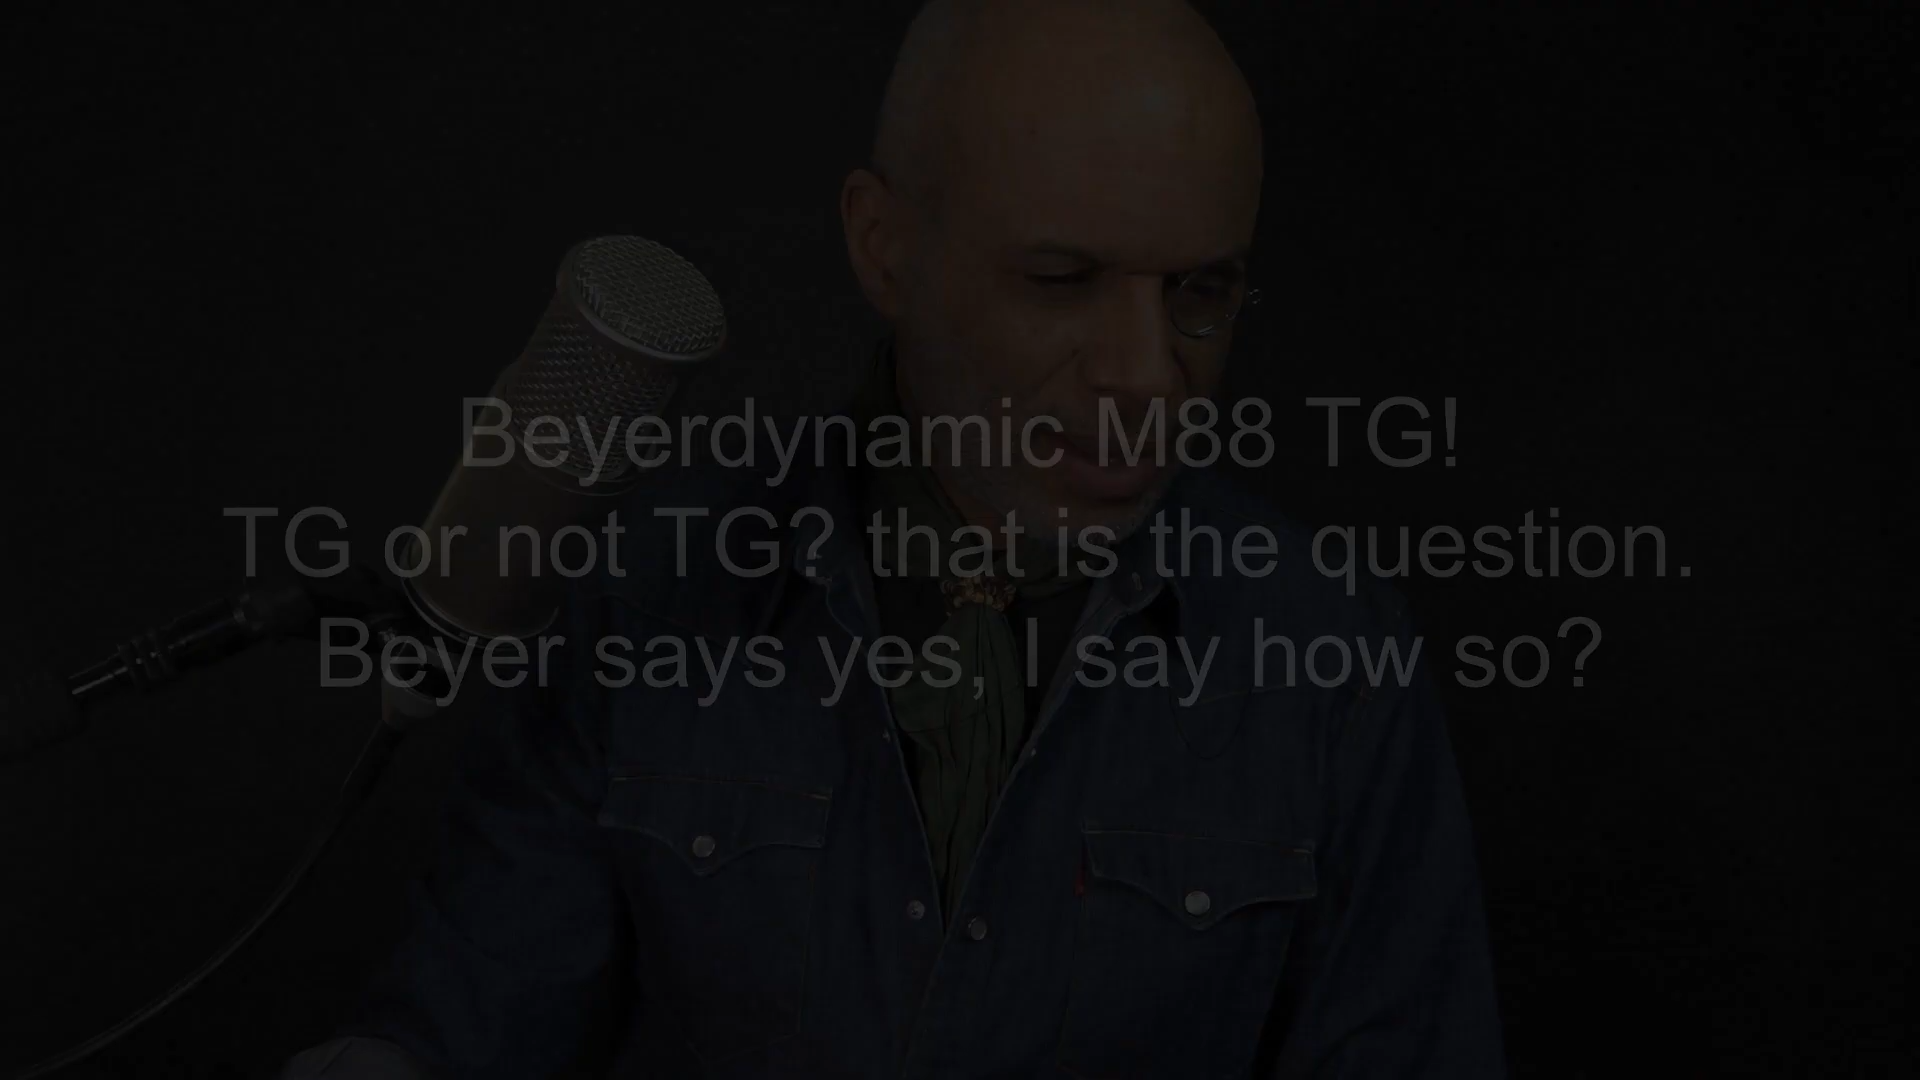 Beyerdynamic M88 TG!
TG or not TG? that is the question.
Beyer says yes, I say how so?